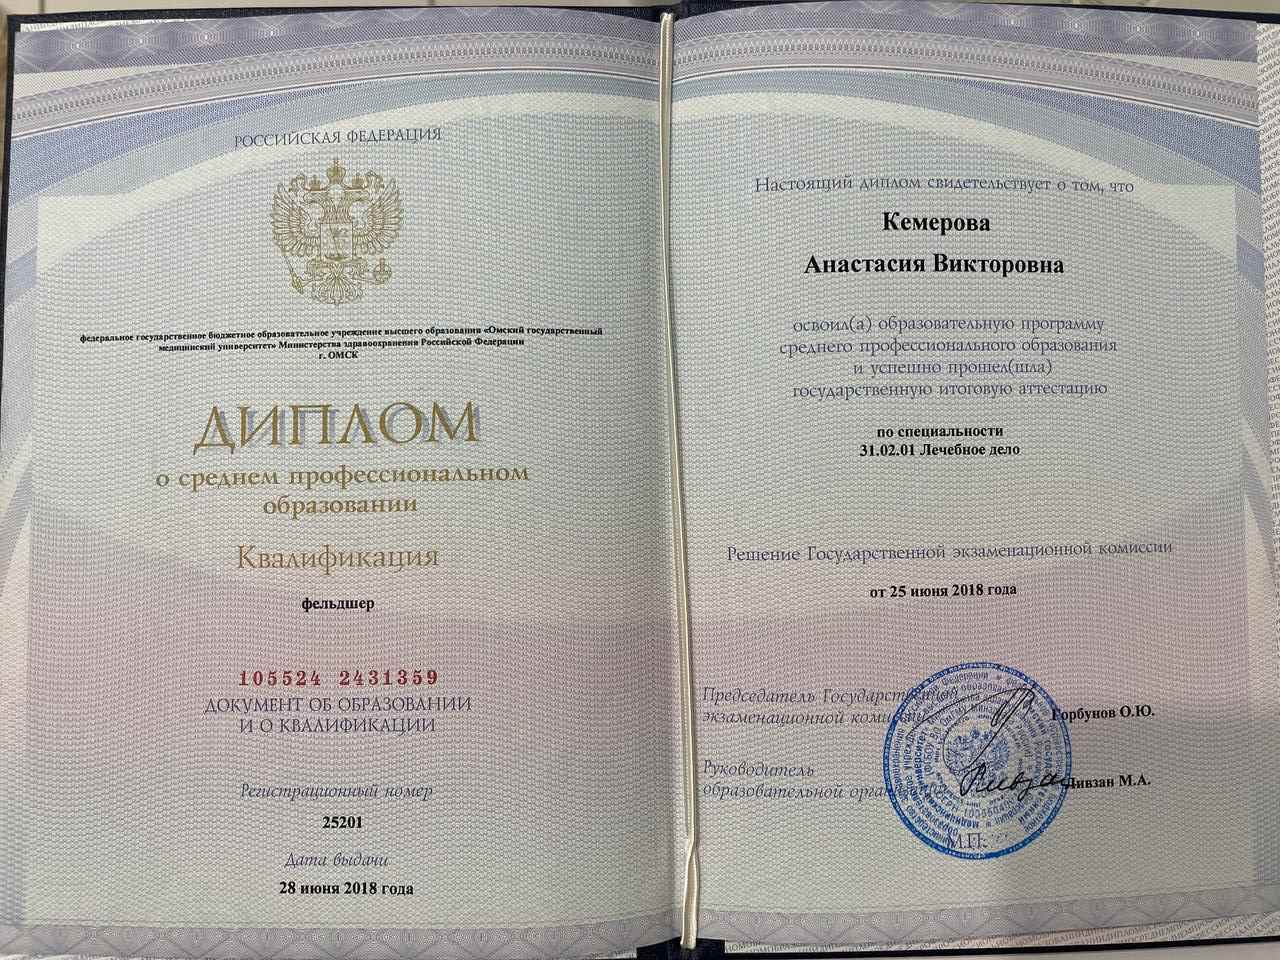 РОССИЙСКАЯ ФЕДЕРАЦИЯ
федеральное государственное бюджетное образовательное учреждение высшего образования «Омский государственный
медицинский университет» Министерства здравоохранения Российской Федерации
г. ОМСК
ДИПЛОМ
о среднем профессиональном
образовании
Квалификация
фельдшер
105524 2431359
ДОКУМЕНТ ОБ ОБРАЗОВАНИИ
И О КВАЛИФИКАЦИИ
Регистрационный номер
25201
Дата выдачи
28 июня 2018 года
Настоящий диплом свидетельствует о том, что
Кемерова
Анастасия Викторовна
освоил(а) образовательную программу
среднего профессионального образования
и успешно прошел(шла)
государственную итоговую аттестацию
по специальности
31.02.01 Лечебное дело
Решение Государственной экзаменационной комиссии
от 25 июня 2018 года
Председатель Государственной
экзаменационной комиссии
Горбунов О.Ю.
Руководитель
образовательной
Ливзан М.А.
М.П.